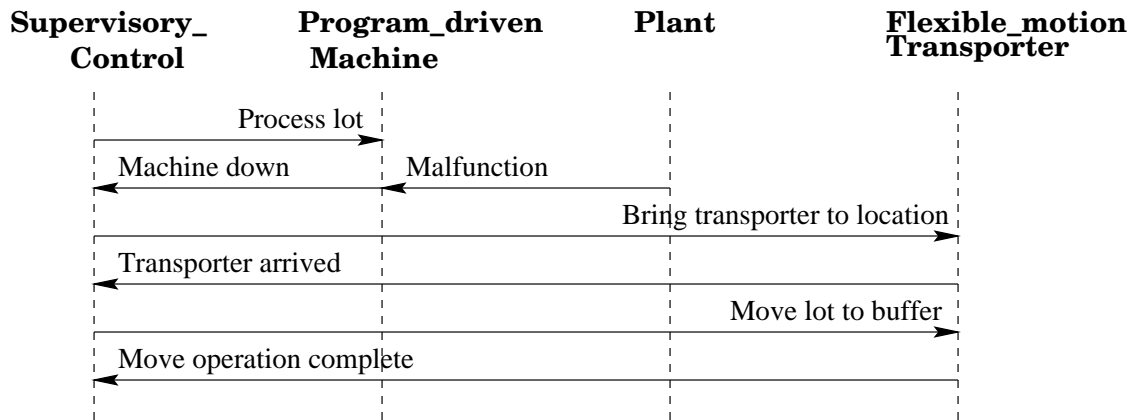 Supervisory_
Control
Program_driven
Machine
Plant
Flexible_motion
Transporter
Process lot
Machine down
Malfunction
Bring transporter to location
Transporter arrived
Move lot to buffer
Move operation complete